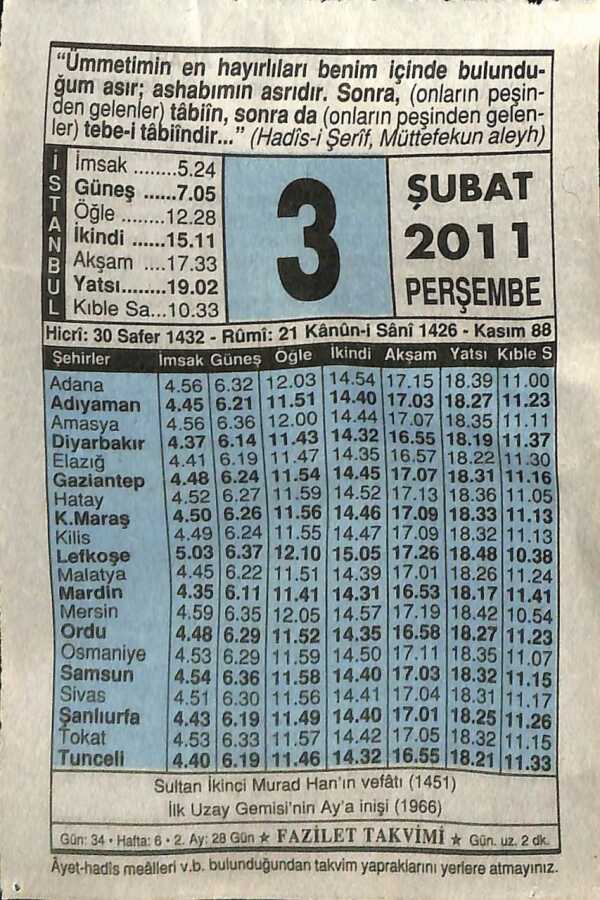 “Ümmetimin en hayırlıları benim içinde bulundu-
ğum asır; ashabımın asrıdır. Sonra, (onların peşin-
den gelenler) tâbiîn, sonra da (onların peşinden gelen-
ler) tebe-i tâbiîndir...” (Hadîs-i Şerîf, Müttefekun aleyh)
İSTANBUL
İmsak ........5.24
Güneş ......7.05
Öğle ........12.28
İkindi ......15.11
Akşam ....17.33
Yatsı........19.02
Kıble Sa...10.33
3
ŞUBAT
2011
PERŞEMBE
Hicrî: 30 Safer 1432 - Rûmî: 21 Kânûn-i Sânî 1426 - Kasım 88
Şehirler İmsak Güneş Öğle İkindi Akşam Yatsı Kıble S
Adana 4.56 6.32 12.03 14.54 17.15 18.39 11.00
Adıyaman 4.45 6.21 11.51 14.40 17.03 18.27 11.23
Amasya 4.56 6.36 12.00 14.44 17.07 18.35 11.11
Diyarbakır 4.37 6.14 11.43 14.32 16.55 18.19 11.37
Elazığ 4.41 6.19 11.47 14.35 16.57 18.22 11.30
Gaziantep 4.48 6.24 11.54 14.45 17.07 18.31 11.16
Hatay 4.52 6.27 11.59 14.52 17.13 18.36 11.05
K.Maraş 4.50 6.26 11.56 14.46 17.09 18.33 11.13
Kilis 4.49 6.24 11.55 14.47 17.09 18.32 11.13
Lefkoşe 5.03 6.37 12.10 15.05 17.26 18.48 10.38
Malatya 4.45 6.22 11.51 14.39 17.01 18.26 11.24
Mardin 4.35 6.11 11.41 14.31 16.53 18.17 11.41
Mersin 4.59 6.35 12.05 14.57 17.19 18.42 10.54
Ordu 4.48 6.29 11.52 14.35 16.58 18.27 11.23
Osmaniye 4.53 6.29 11.59 14.50 17.11 18.35 11.07
Samsun 4.54 6.36 11.58 14.40 17.03 18.32 11.15
Sivas 4.51 6.30 11.56 14.41 17.04 18.31 11.17
Şanlıurfa 4.43 6.19 11.49 14.40 17.01 18.25 11.26
Tokat 4.53 6.33 11.57 14.42 17.05 18.32 11.15
Tunceli 4.40 6.19 11.46 14.32 16.55 18.21 11.33
Sultan İkinci Murad Han'ın vefâtı (1451)
İlk Uzay Gemisi'nin Ay'a inişi (1966)
Gün: 34 • Hafta: 6 • 2. Ay: 28 Gün ★ FAZİLET TAKVİMİ ★ Gün. uz. 2 dk.
Âyet-hadîs meâlleri v.b. bulunduğundan takvim yapraklarını yerlere atmayınız.